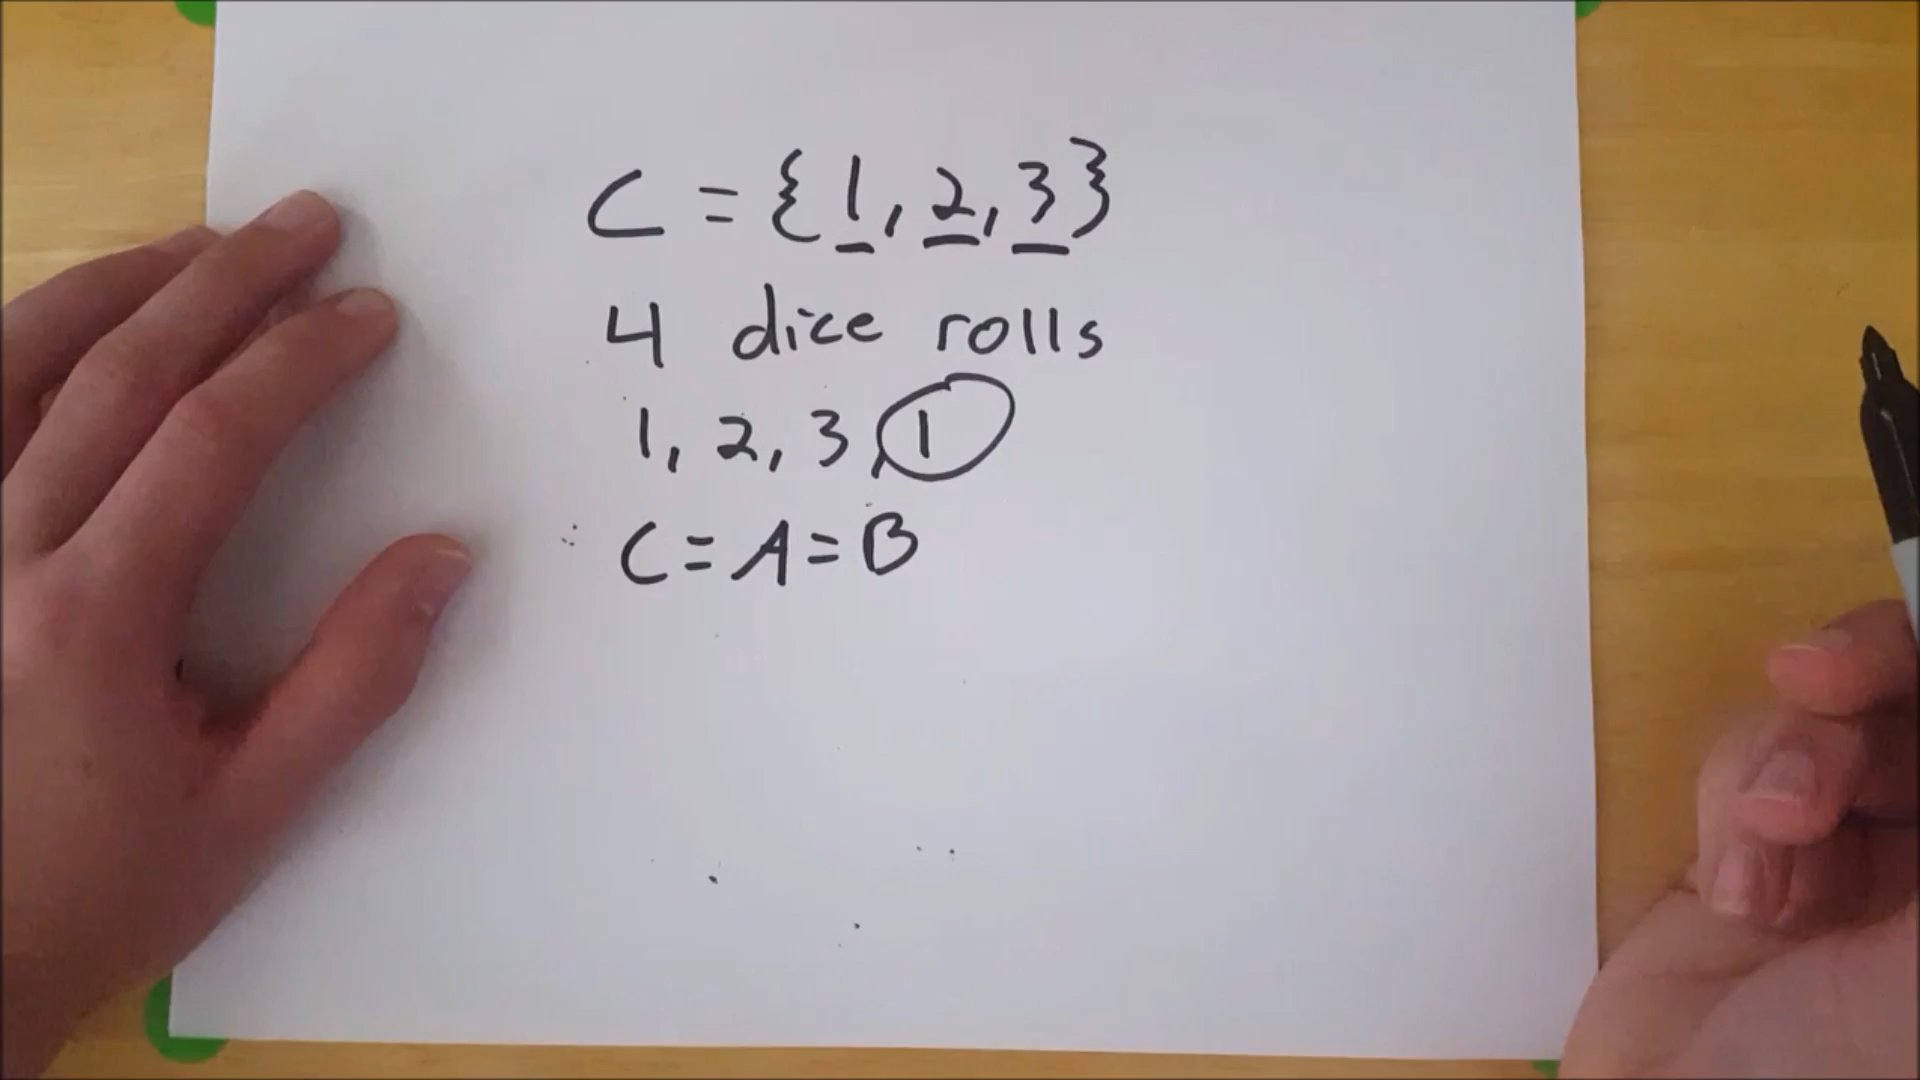 C = {1, 2, 3}
4 dice rolls
1, 2, 3, 1
C = A = B